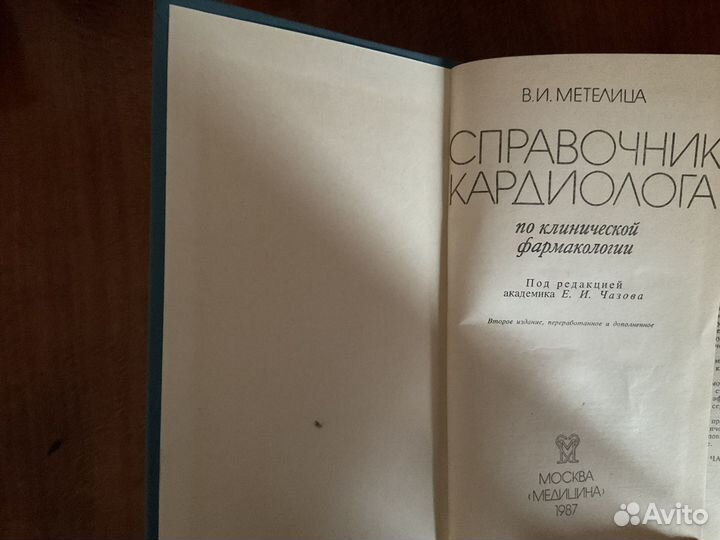 В.И. МЕТЕЛИЦА
СПРАВОЧНИК
КАРДИОЛОГА
по клинической
фармакологии
Под редакцией
академика Е. И. Чазова
Второе издание, переработанное и дополненное
МОСКВА
«МЕДИЦИНА»
1987
Avito